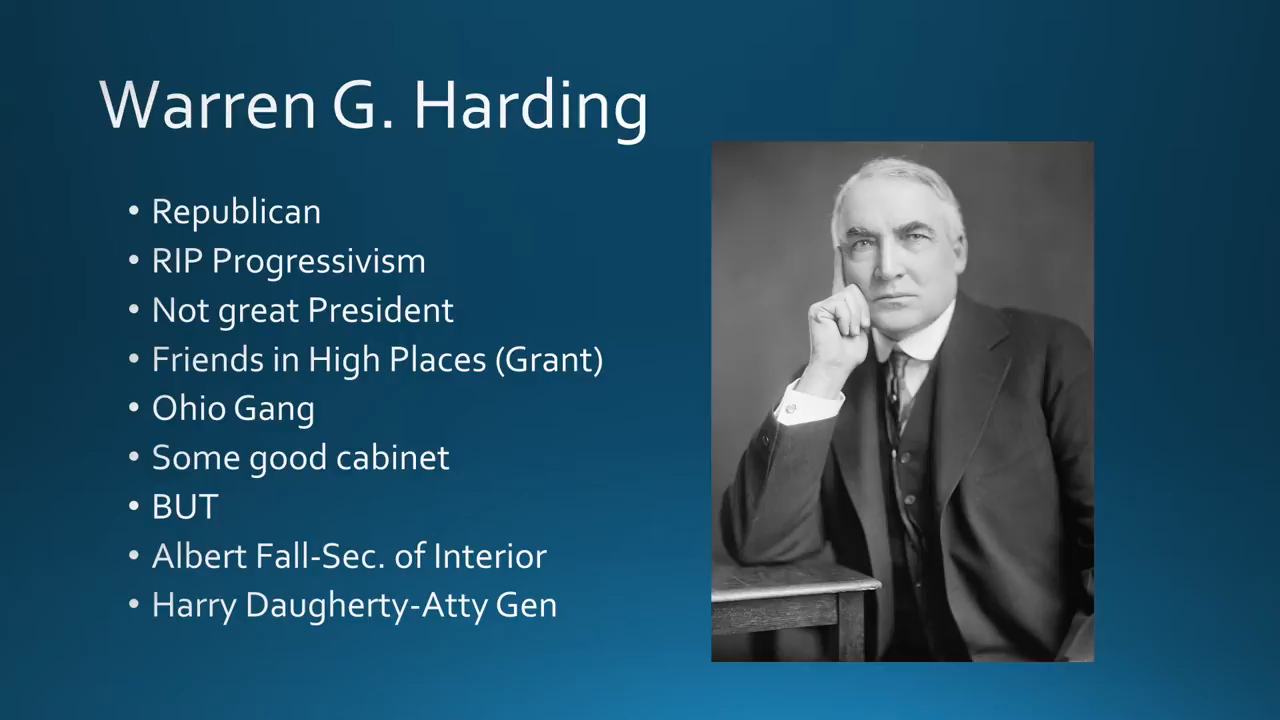 Warren G. Harding
• Republican
• RIP Progressivism
• Not great President
• Friends in High Places (Grant)
• Ohio Gang
• Some good cabinet
• BUT
• Albert Fall-Sec. of Interior
• Harry Daugherty-Atty Gen